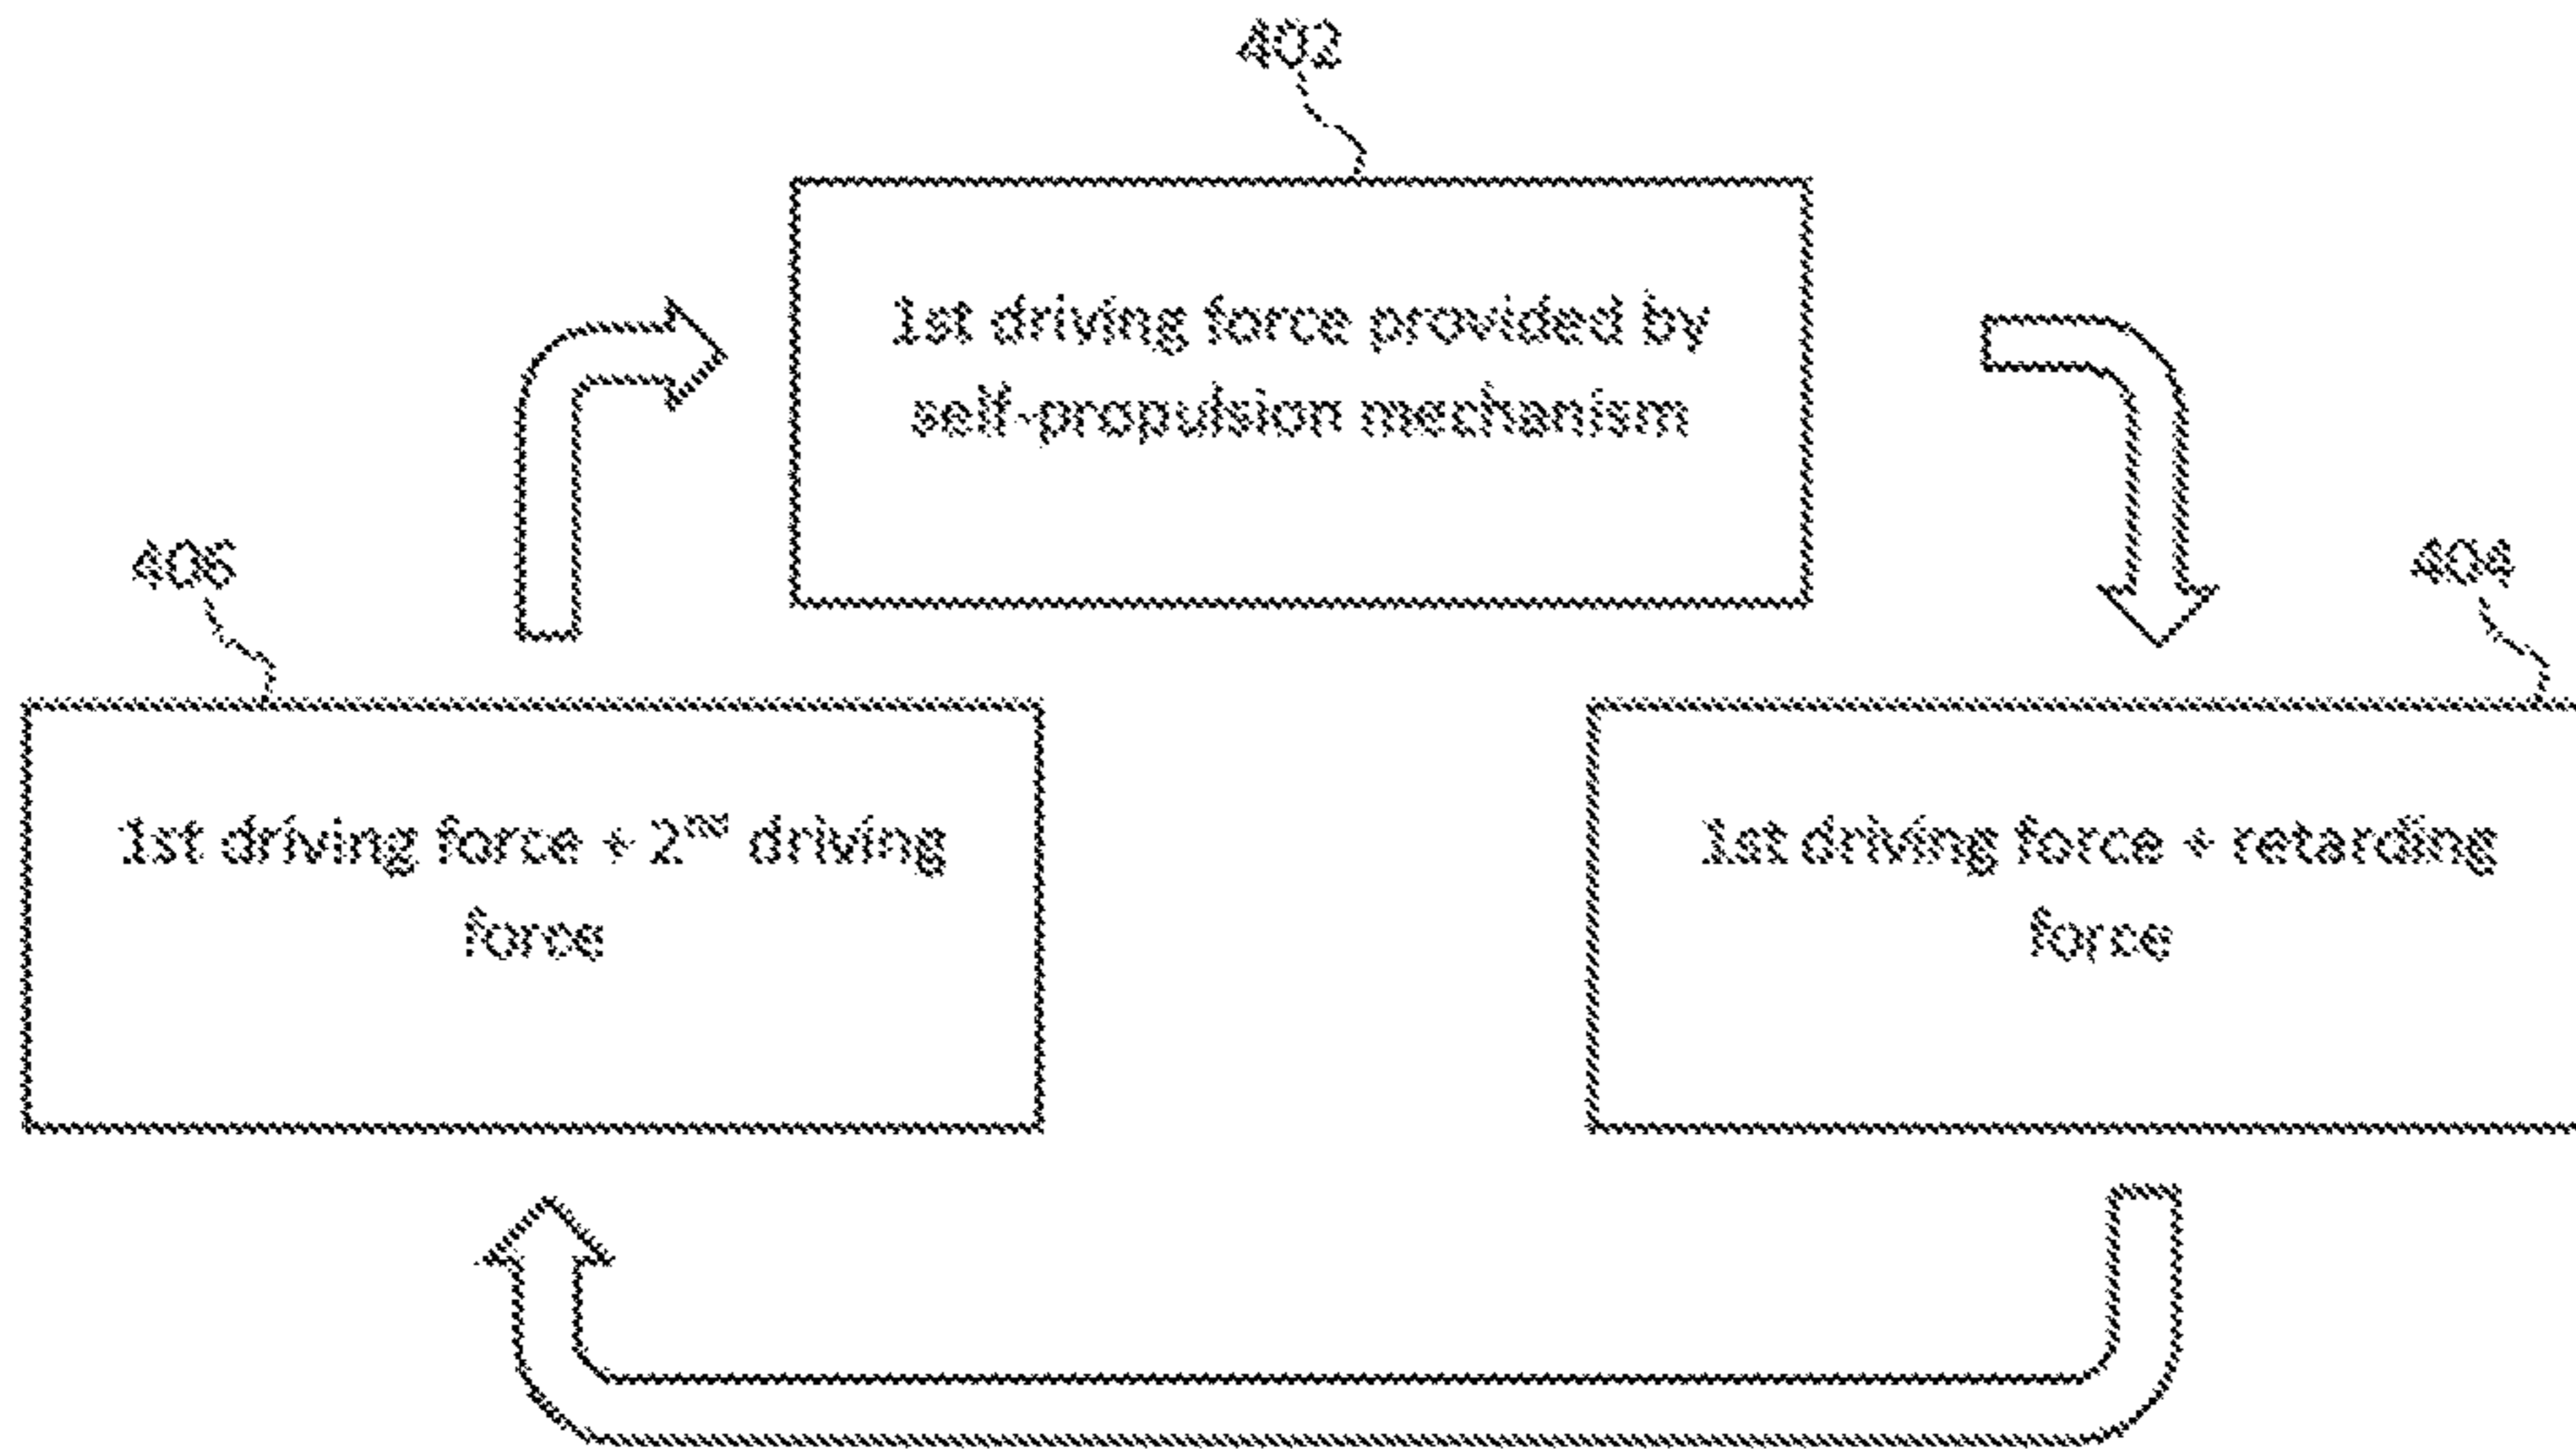 402
1st driving force provided by
self-propulsion mechanism
406
404
1st driving force + 2nd driving
force
1st driving force + retarding
force